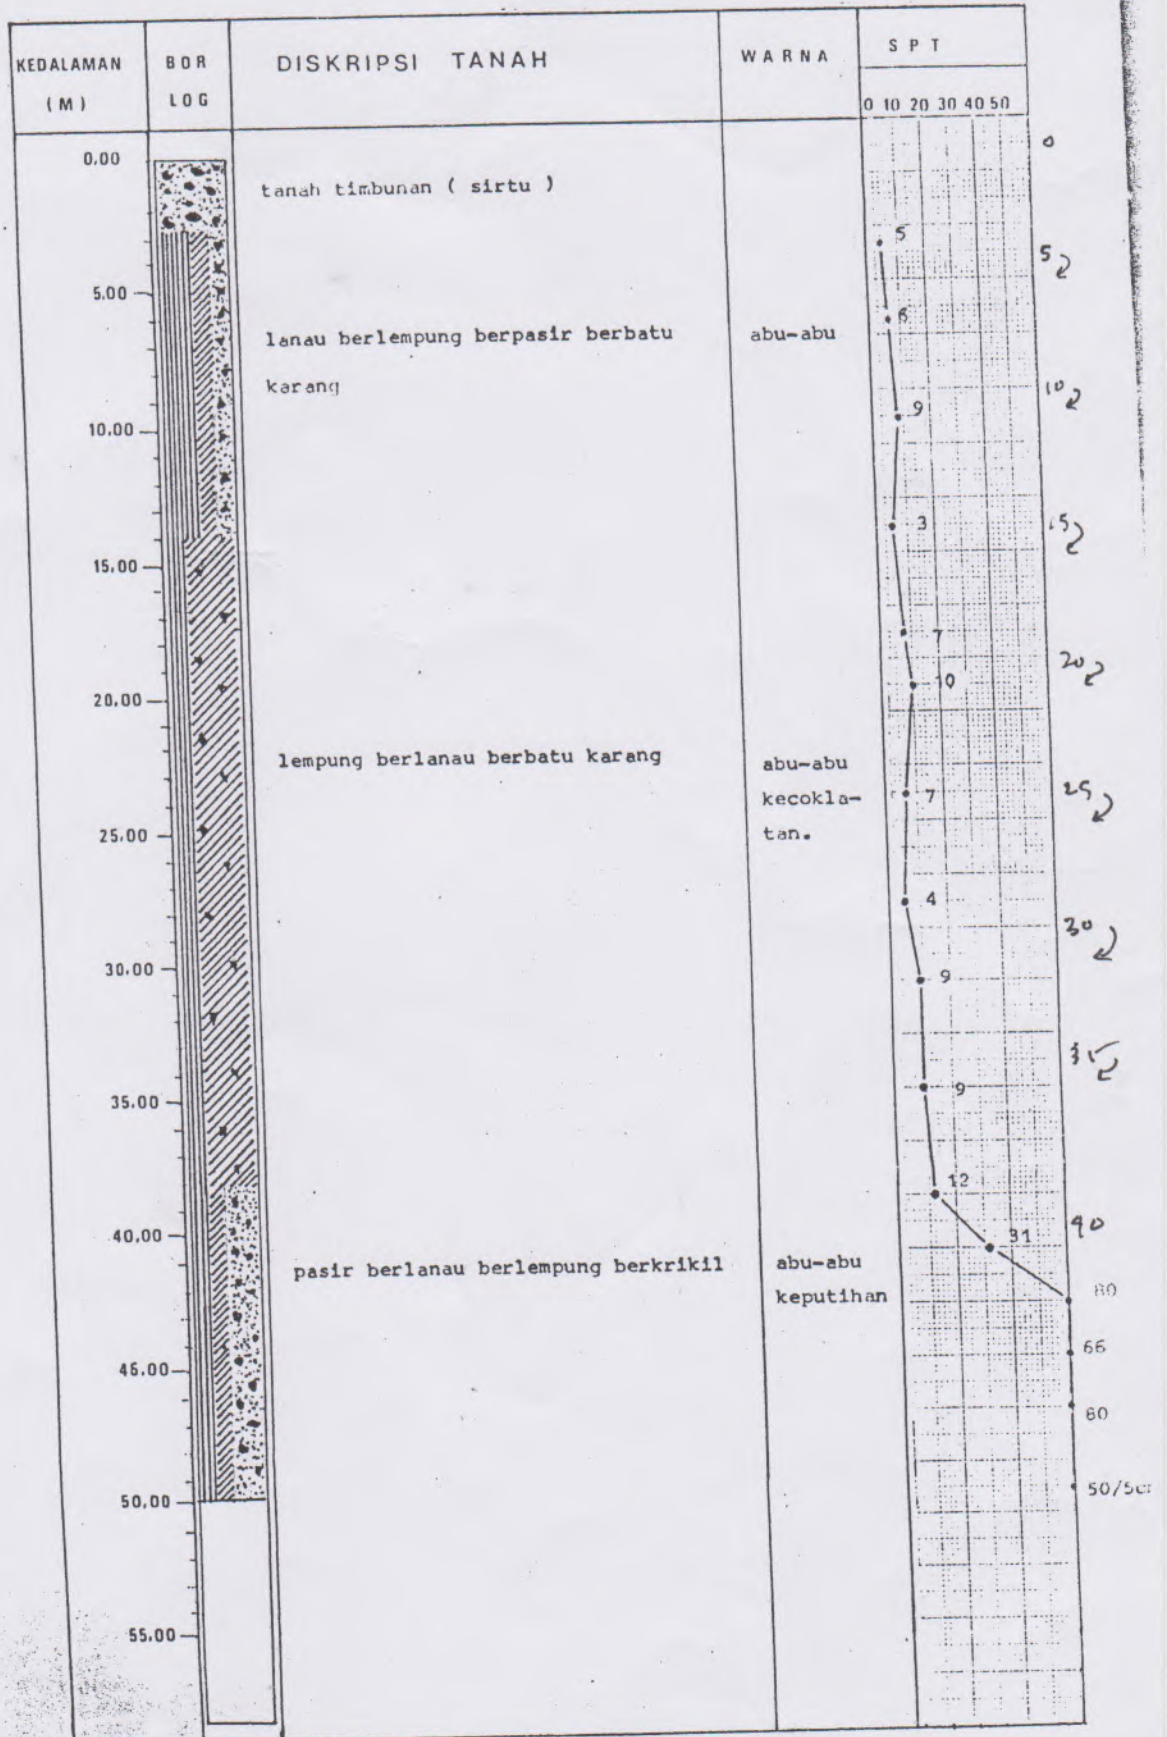 KEDALAMAN
(M)
BOR
LOG
DISKRIPSI TANAH
WARNA
SPT
0 10 20 30 40 50
0.00
0
tanah timbunan ( sirtu )
5
5
5.00
6
lanau berlempung berpasir berbatu
karang
abu-abu
10
9
10.00
3
15
15.00
7
20
10
20.00
lempung berlanau berbatu karang
abu-abu
kecokla-
tan.
7
25
25.00
4
30
9
30.00
35
9
35.00
12
31
40
40.00
pasir berlanau berlempung berkrikil
abu-abu
keputihan
66
45.00
50/5c
50.00
55.00